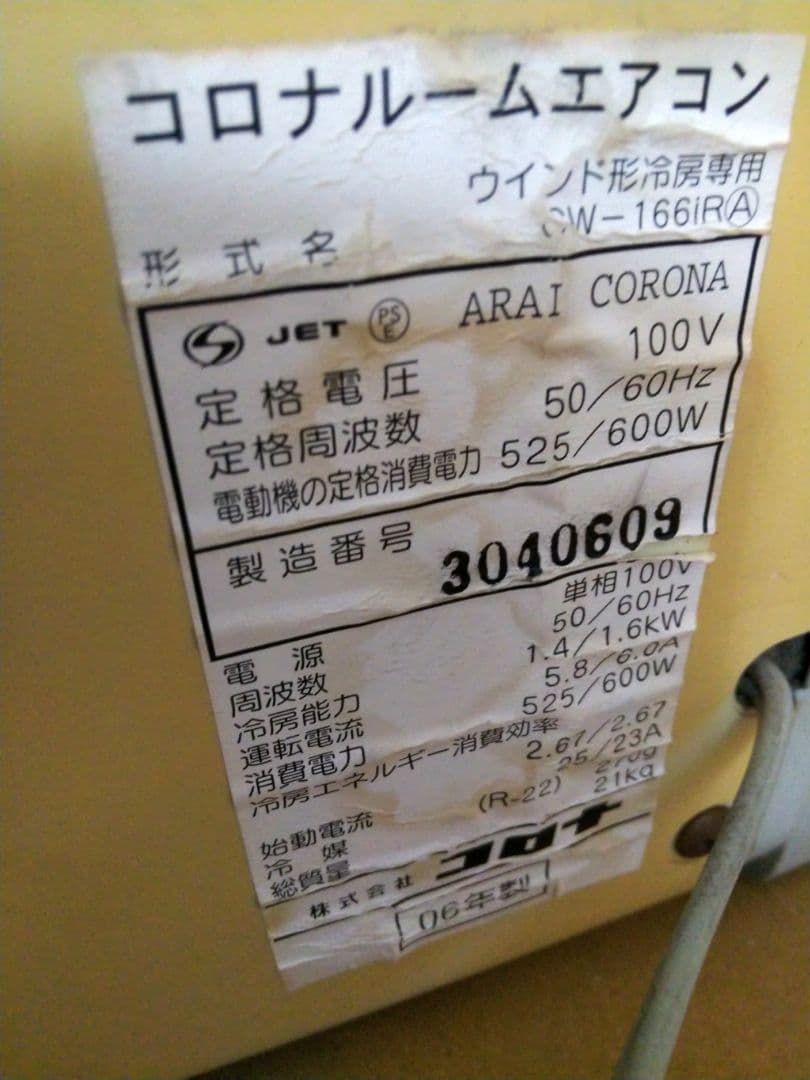 コロナルームエアコン
ウインド形冷房専用
形式名 W-166iRⒶ
JET PSE ARAI CORONA
定格電圧 100V
定格周波数 50/60Hz
電動機の定格消費電力 525/600W
製造番号 3040609
電源 単相100V
周波数 50/60Hz
冷房能力 1.4/1.6kW
運転電流 5.8/6.0A
消費電力 525/600W
冷房エネルギー消費効率 2.67/2.67
始動電流 25/23A
冷媒 (R-22) 270g
総質量 21kg
株式会社 コロナ
06年製